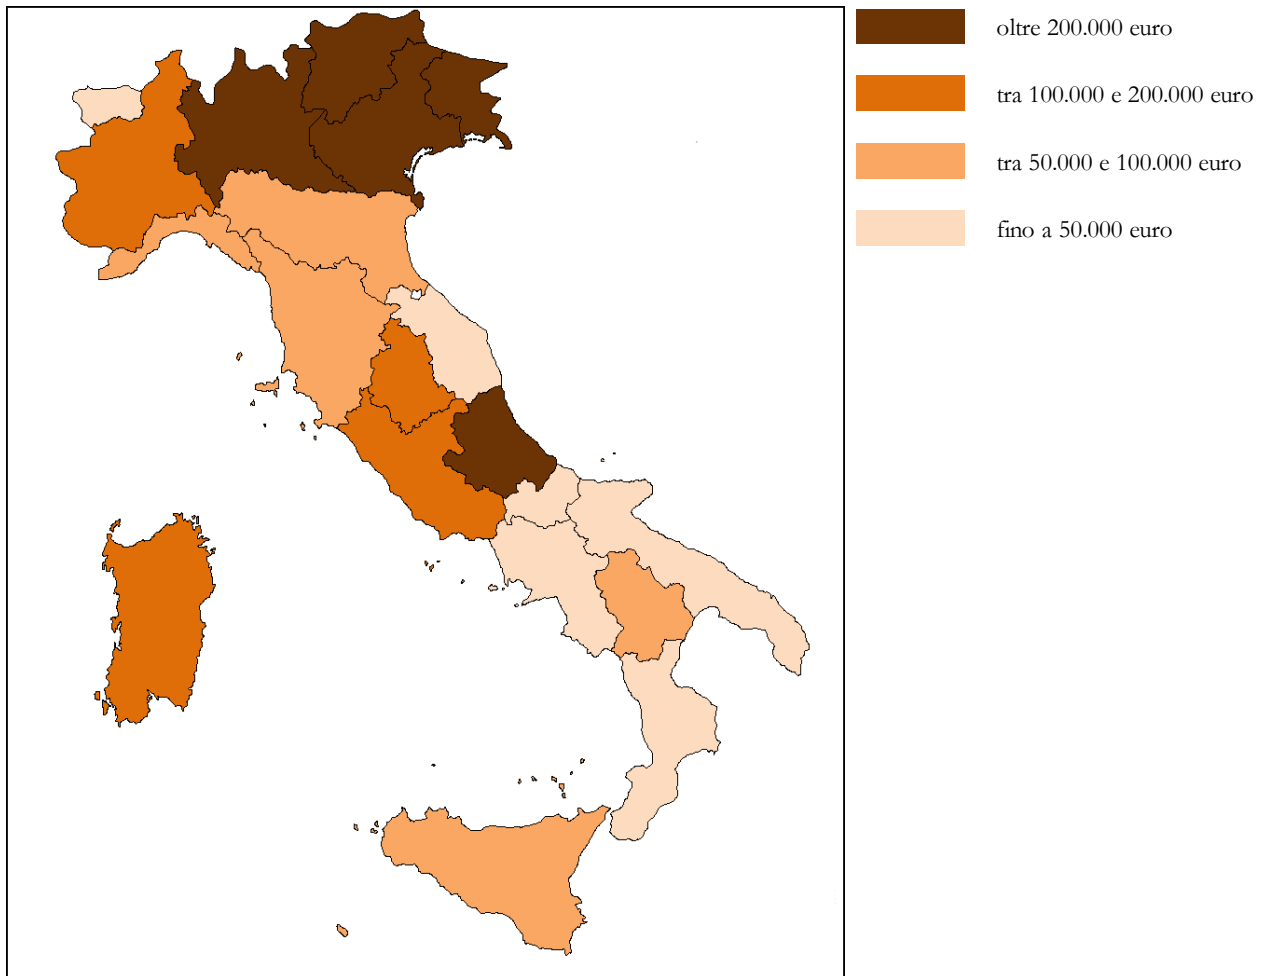 oltre 200.000 euro
tra 100.000 e 200.000 euro
tra 50.000 e 100.000 euro
fino a 50.000 euro